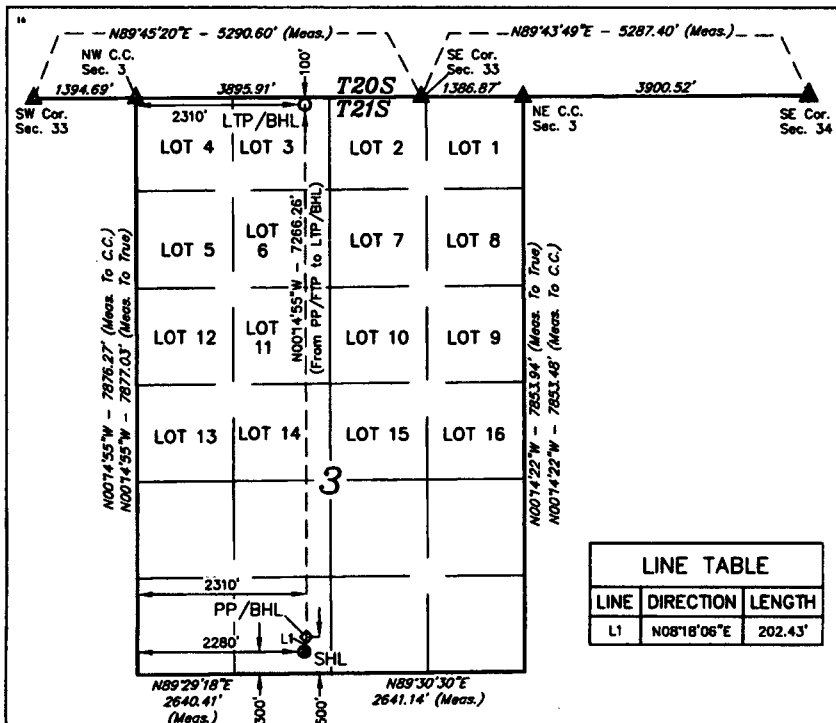 16
N89°45'20"E - 5290.60' (Meas.)
N89°43'49"E - 5287.40' (Meas.)
NW C.C.
Sec. 3
100'
SE Cor.
Sec. 33
1394.69'
3895.91'
T20S
1386.87'
3900.52'
T21S
SW Cor.
Sec. 33
2310'
LTP/BHL
NE C.C.
Sec. 3
SE Cor.
Sec. 34
LOT 4
LOT 3
LOT 2
LOT 1
N00°14'55"W - 7266.26'
(From PP/FTP to LTP/BHL)
LOT 5
LOT
6
LOT 7
LOT 8
N00°14'55"W - 7876.27' (Meas. To C.C.)
N00°14'55"W - 7877.03' (Meas. To True)
N00°14'22"W - 7853.94' (Meas. To True)
N00°14'22"W - 7853.48' (Meas. To C.C.)
LOT 12
LOT
11
LOT 10
LOT 9
LOT 13
LOT 14
LOT 15
LOT 16
3
2310'
PP/BHL
L1
2280'
SHL
N89°29'18"E
2640.41'
(Meas.)
300'
500'
N89°30'30"E
2641.14' (Meas.)
LINE TABLE
LINE DIRECTION LENGTH
L1 N08°18'06"E 202.43'